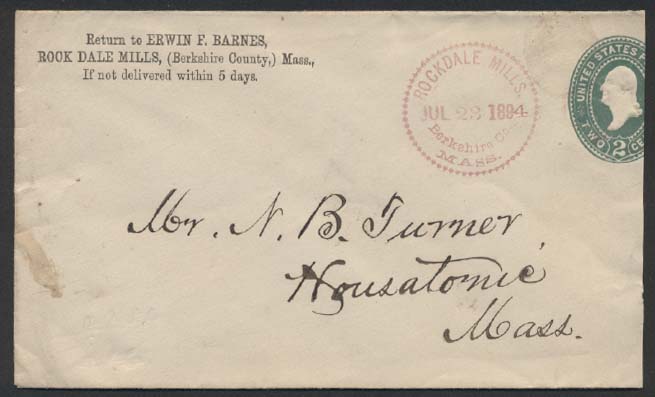 Return to ERWIN F. BARNES,
ROCK DALE MILLS, (Berkshire County,) Mass.,
If not delivered within 5 days.
ROCKDALE MILLS.
JUL 23 1894
Berkshire Co.
MASS.
UNITED STATES
TWO 2 CE
Mr. N. B. Turner,
Housatonic
Mass.